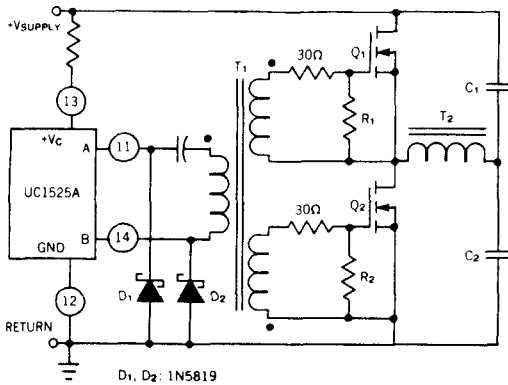 +VSUPPLY
T1
30Ω
Q1
C1
13
R1
T2
+VC
A
11
UC1525A
30Ω
Q2
B
14
GND
C2
R2
12
D1
D2
RETURN
D1, D2: 1N5819